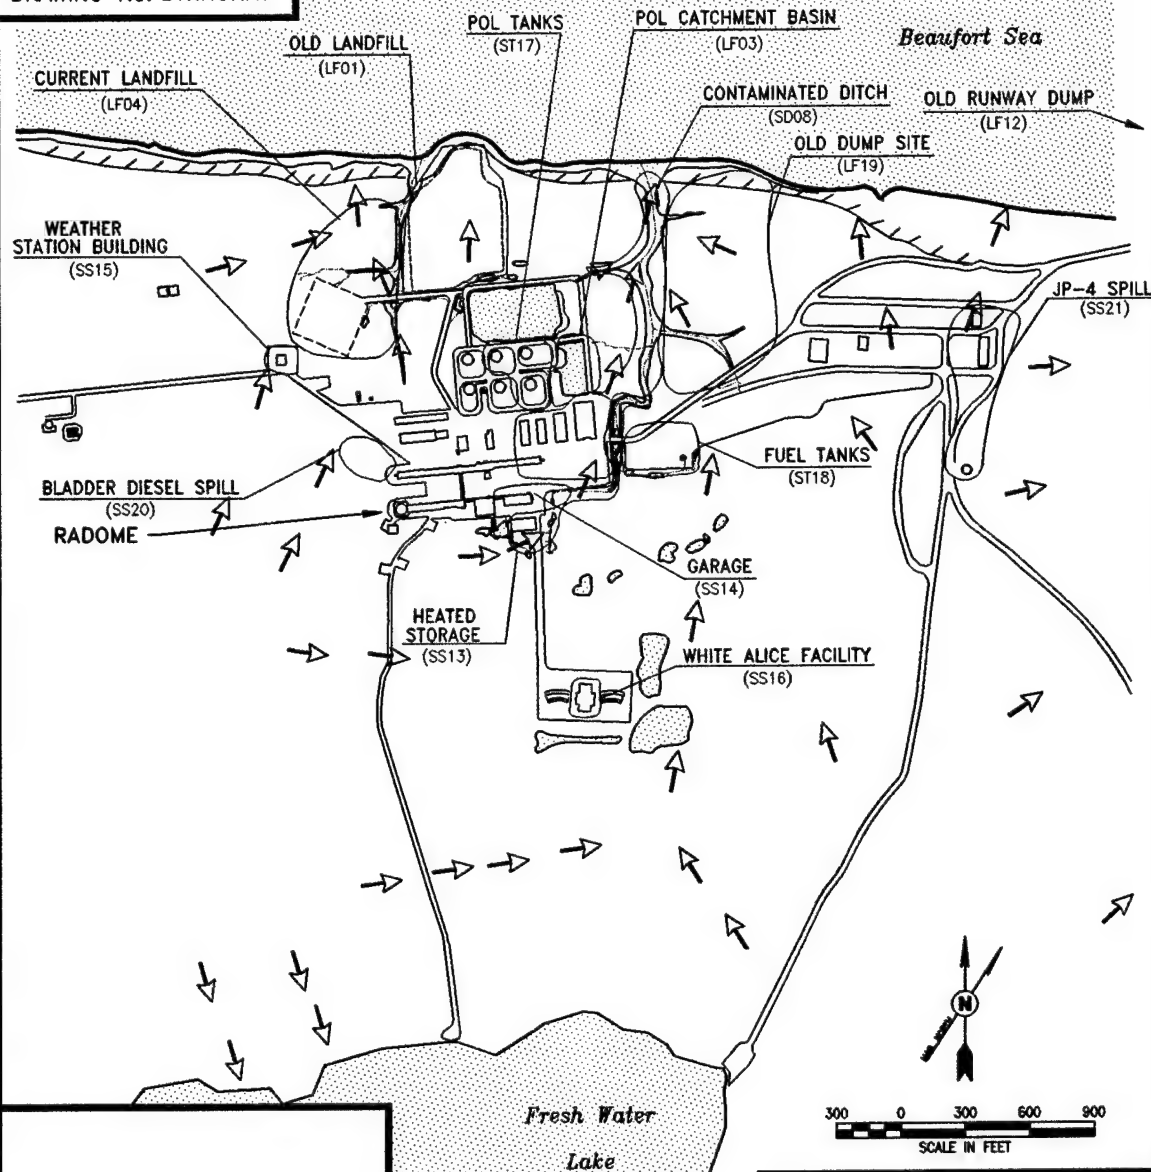 POL TANKS
(ST17)
POL CATCHMENT BASIN
(LF03)
Beaufort Sea
OLD LANDFILL
(LF01)
CURRENT LANDFILL
(LF04)
CONTAMINATED DITCH
(SD08)
OLD RUNWAY DUMP
(LF12)
OLD DUMP SITE
(LF19)
WEATHER
STATION BUILDING
(SS15)
JP-4 SPILL
(SS21)
FUEL TANKS
(ST18)
BLADDER DIESEL SPILL
(SS20)
RADOME
GARAGE
(SS14)
HEATED
STORAGE
(SS13)
WHITE ALICE FACILITY
(SS16)
N
MAG. NORTH
300 0 300 600 900
SCALE IN FEET
Fresh Water
Lake